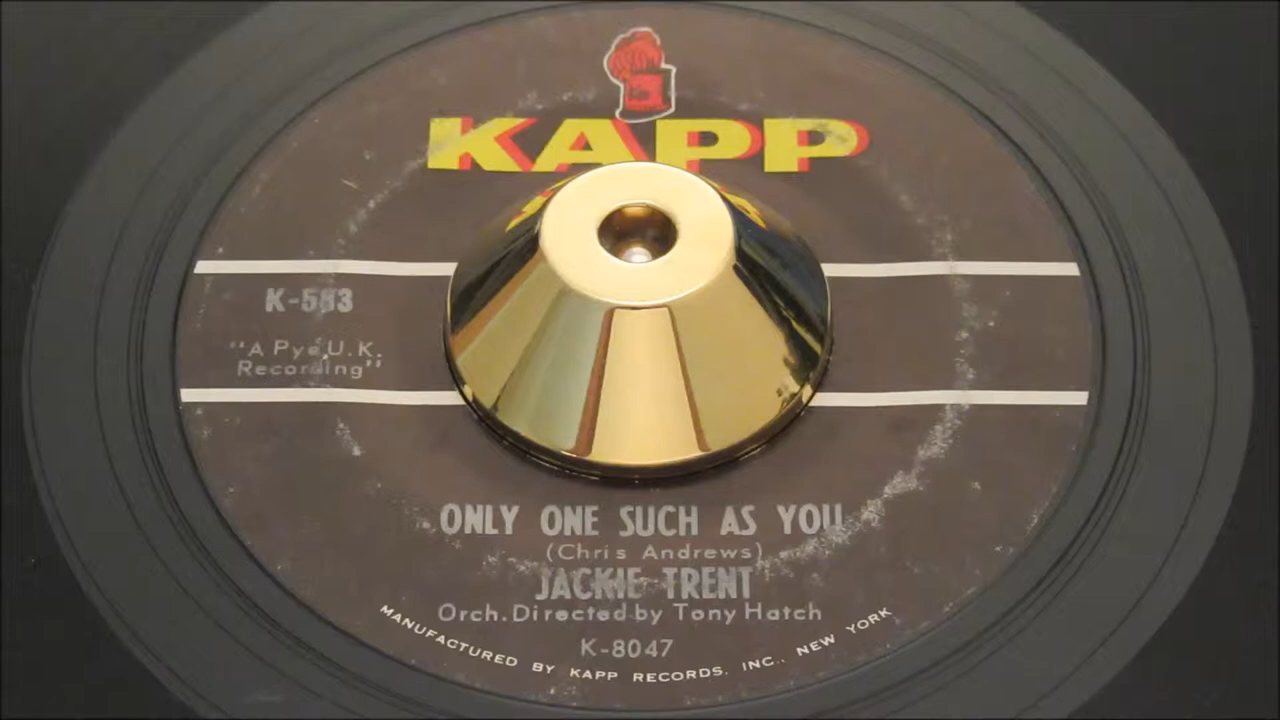 KAPP
K-583
"A Pye U.K.
Recording"
ONLY ONE SUCH AS YOU
(Chris Andrews)
JACKIE TRENT
Orch. Directed by Tony Hatch
K-8047
MANUFACTURED BY KAPP RECORDS, INC., NEW YORK